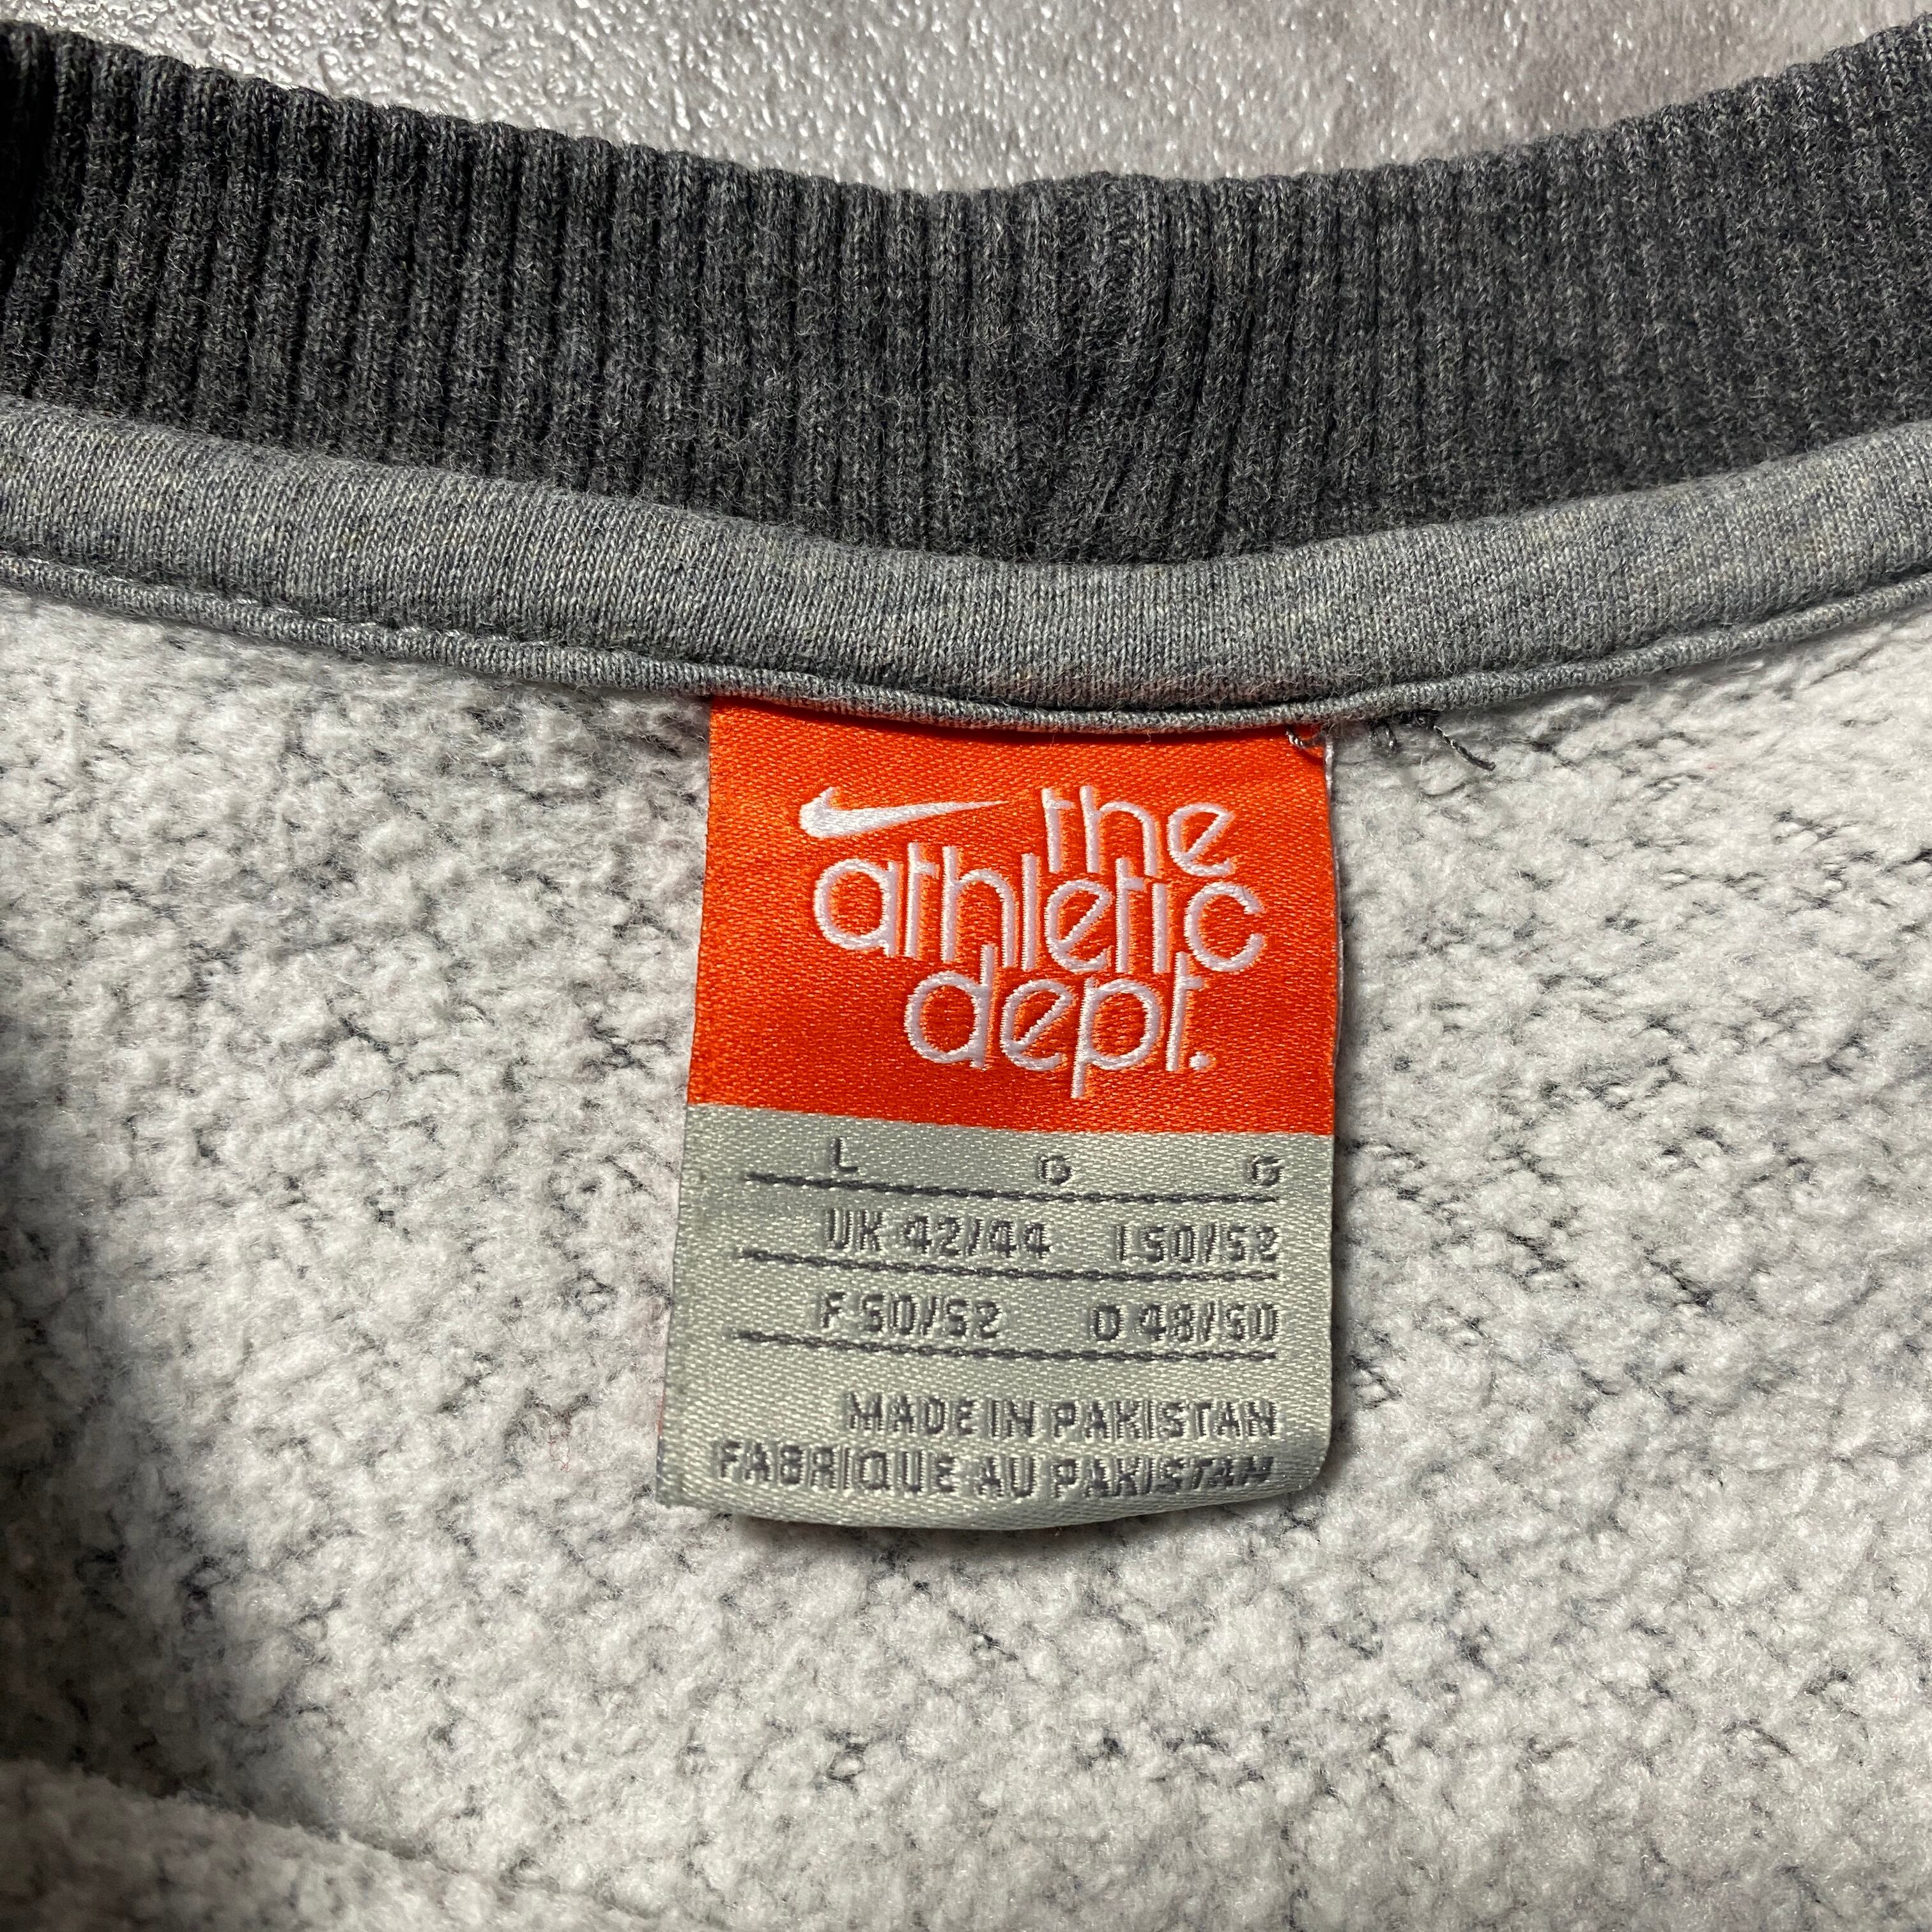 the
athletic
dept.
L G G
UK 42/44 I 50/52
F 50/52 D 48/50
MADE IN PAKISTAN
FABRIQUE AU PAKISTAN